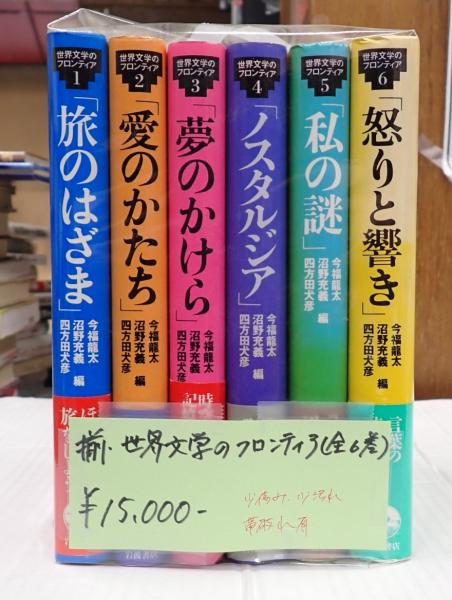 世界文学の
フロンティア
1
「旅のはざま」
今福龍太
沼野充義 編
四方田犬彦
世界文学の
フロンティア
2
「愛のかたち」
今福龍太
沼野充義 編
四方田犬彦
世界文学の
フロンティア
3
「夢のかけら」
今福龍太
沼野充義 編
四方田犬彦
世界文学の
フロンティア
4
「ノスタルジア」
今福龍太
沼野充義 編
四方田犬彦
世界文学の
フロンティア
5
「私の謎」
今福龍太
沼野充義 編
四方田犬彦
世界文学の
フロンティア
6
「怒りと響き」
今福龍太
沼野充義 編
四方田犬彦
言葉の
揃. 世界文学のフロンティア(全6巻)
¥15,000-
少傷み、少汚れ
帯破れ有
岩波書店